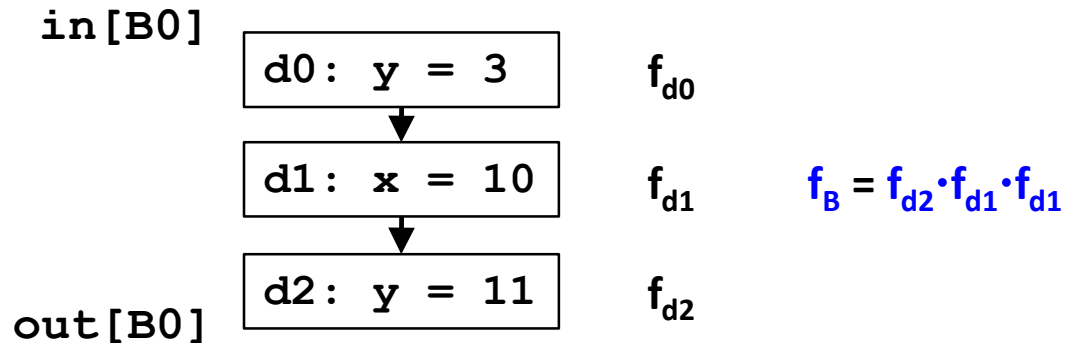 in[B0]
d0: y = 3 f_d0
d1: x = 10 f_d1 f_B = f_d2·f_d1·f_d1
d2: y = 11 f_d2
out[B0]